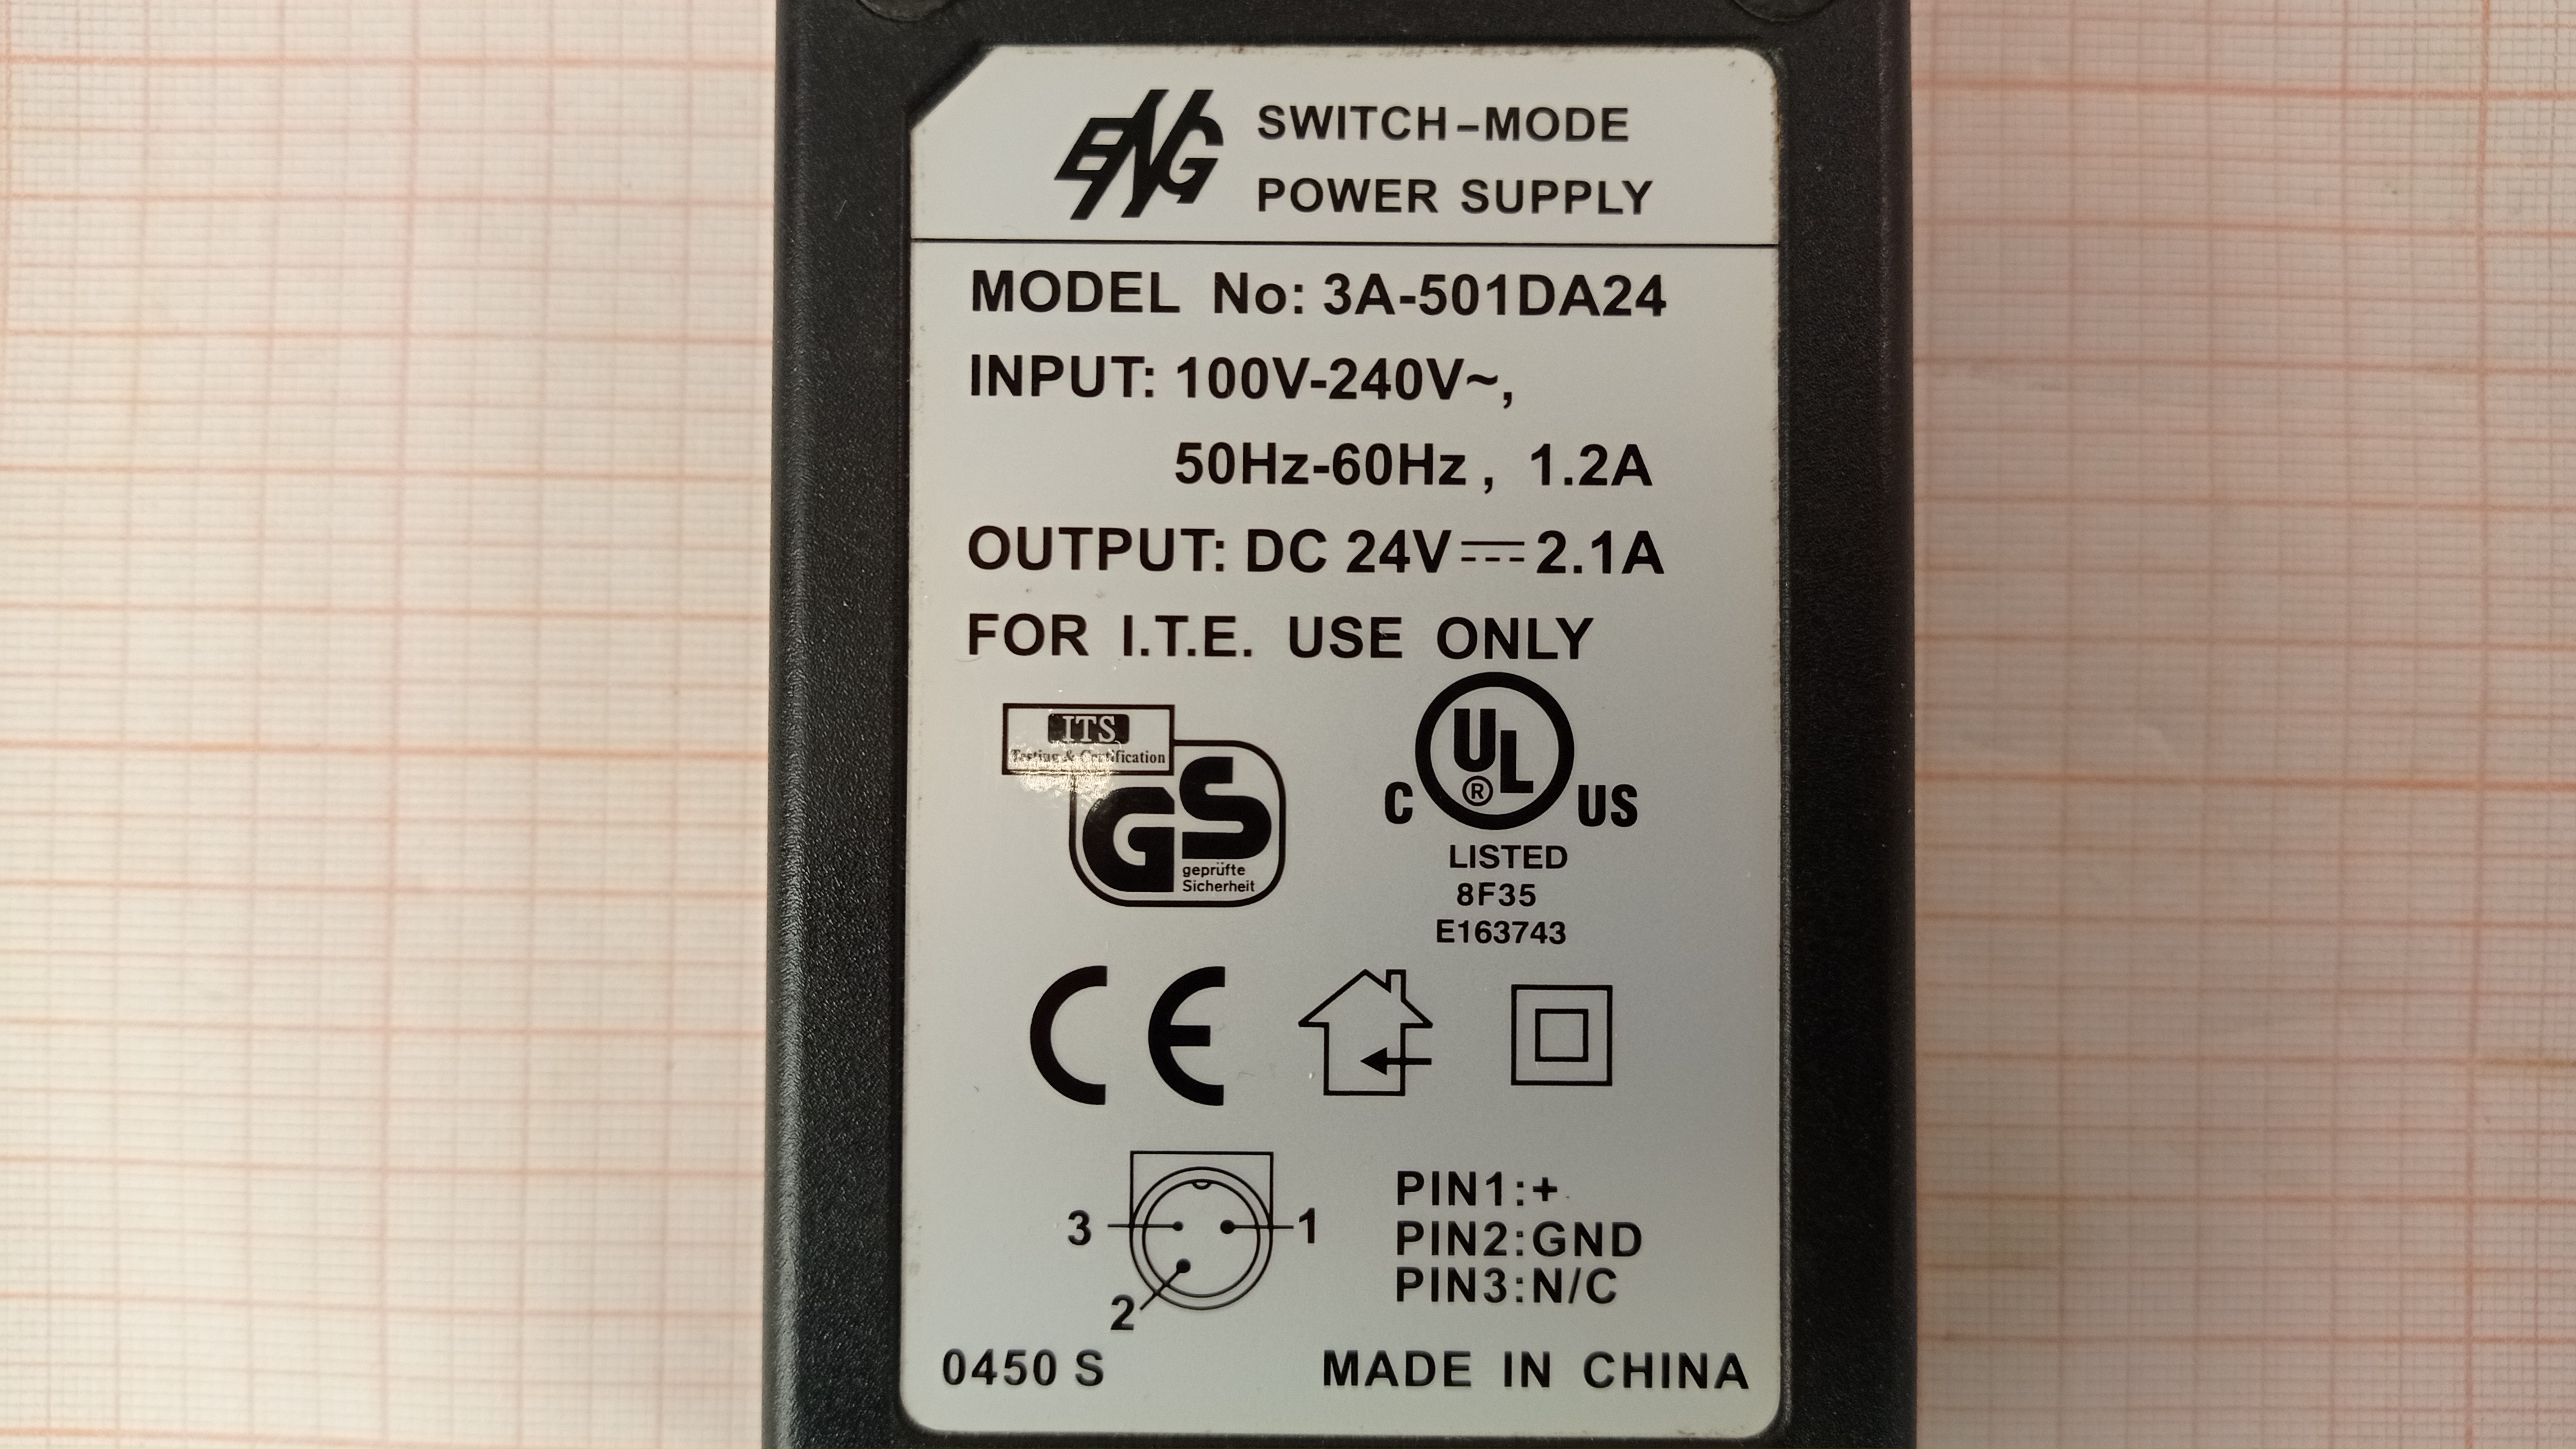 ENG SWITCH-MODE
POWER SUPPLY
MODEL No: 3A-501DA24
INPUT: 100V-240V~,
50Hz-60Hz, 1.2A
OUTPUT: DC 24V⎓2.1A
FOR I.T.E. USE ONLY
ITS
Testing & Certification
GS
geprüfte
Sicherheit
C UL® US
LISTED
8F35
E163743
CE
3 1
2
PIN1:+
PIN2:GND
PIN3:N/C
0450 S
MADE IN CHINA